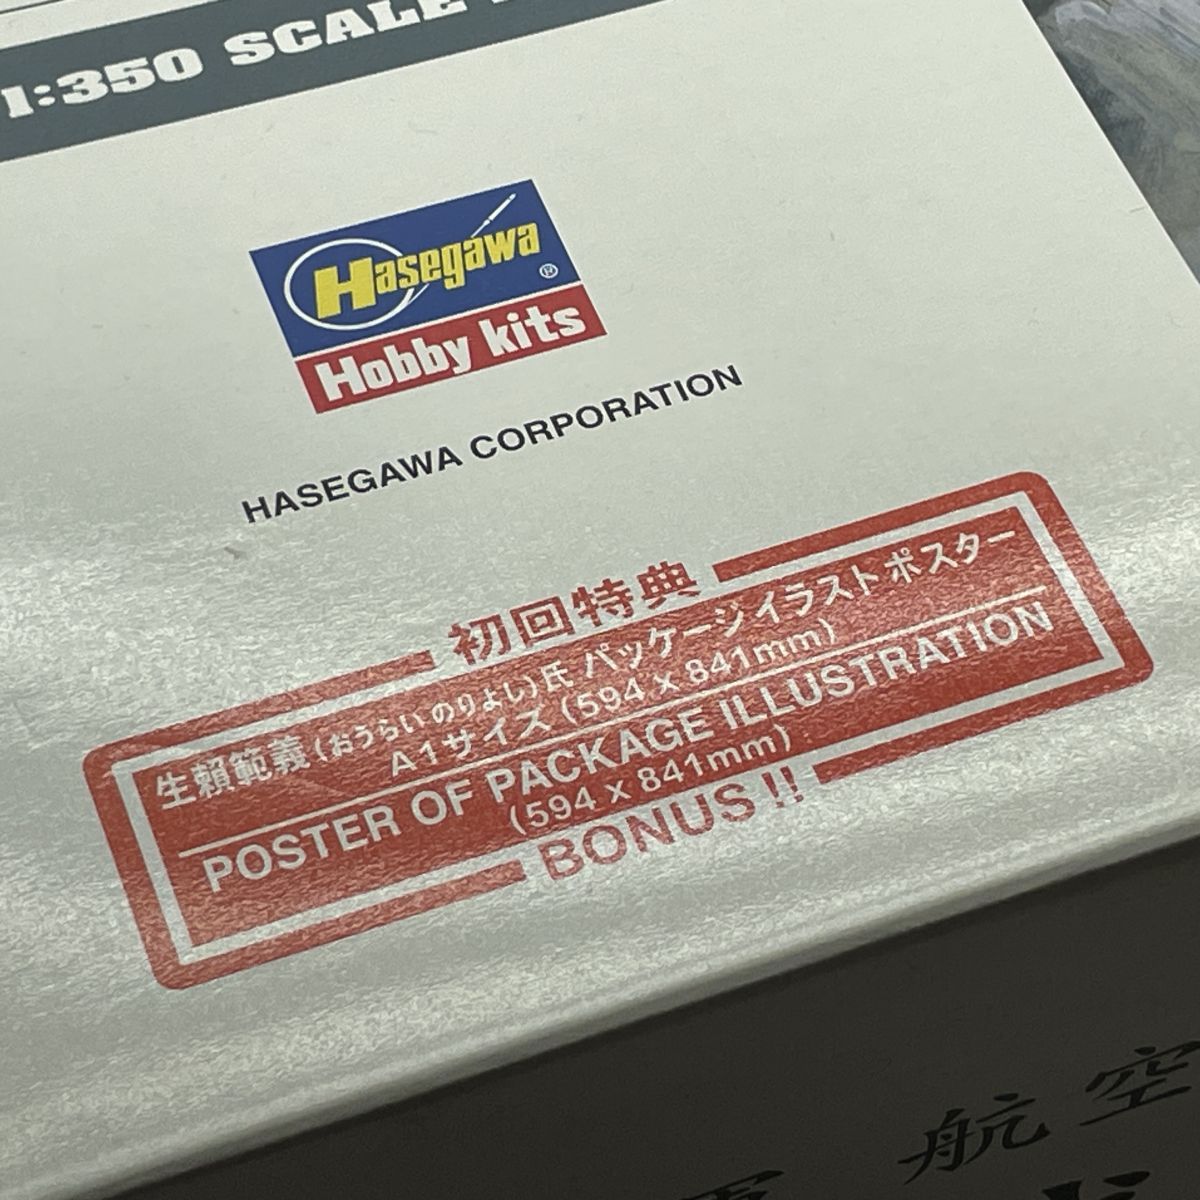 1:350 SCALE
Hasegawa®
Hobby kits
HASEGAWA CORPORATION
初回特典
生頼範義(おうらい のりよし)氏 パッケージイラスト ポスター
A1サイズ(594 x 841mm)
POSTER OF PACKAGE ILLUSTRATION
(594 x 841mm)
BONUS !!
航空